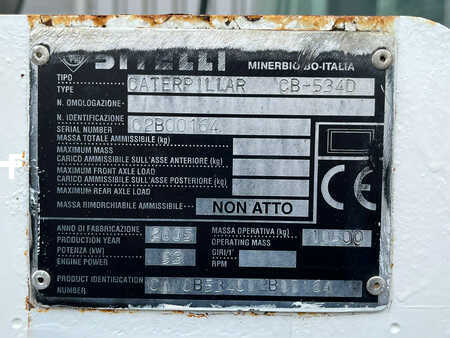 BITELLI MINERBIO BO-ITALIA
TIPO
TYPE CATERPILLAR CB-534D
N. OMOLOGAZIONE
N. IDENTIFICAZIONE
SERIAL NUMBER G2B00164
MASSA TOTALE AMMISSIBILE (kg)
MAXIMUM MASS
CARICO AMMISSIBILE SULL'ASSE ANTERIORE (kg)
MAXIMUM FRONT AXLE LOAD
CARICO AMMISSIBILE SULL'ASSE POSTERIORE (kg)
MAXIMUM REAR AXLE LOAD
MASSA RIMORCHIABILE AMMISSIBILE NON ATTO
CE
ANNO DI FABBRICAZIONE
PRODUCTION YEAR 2005
MASSA OPERATIVA (kg)
OPERATING MASS 10500
POTENZA (kW)
ENGINE POWER
GIRI/1'
RPM
PRODUCT IDENTIFICATION
NUMBER